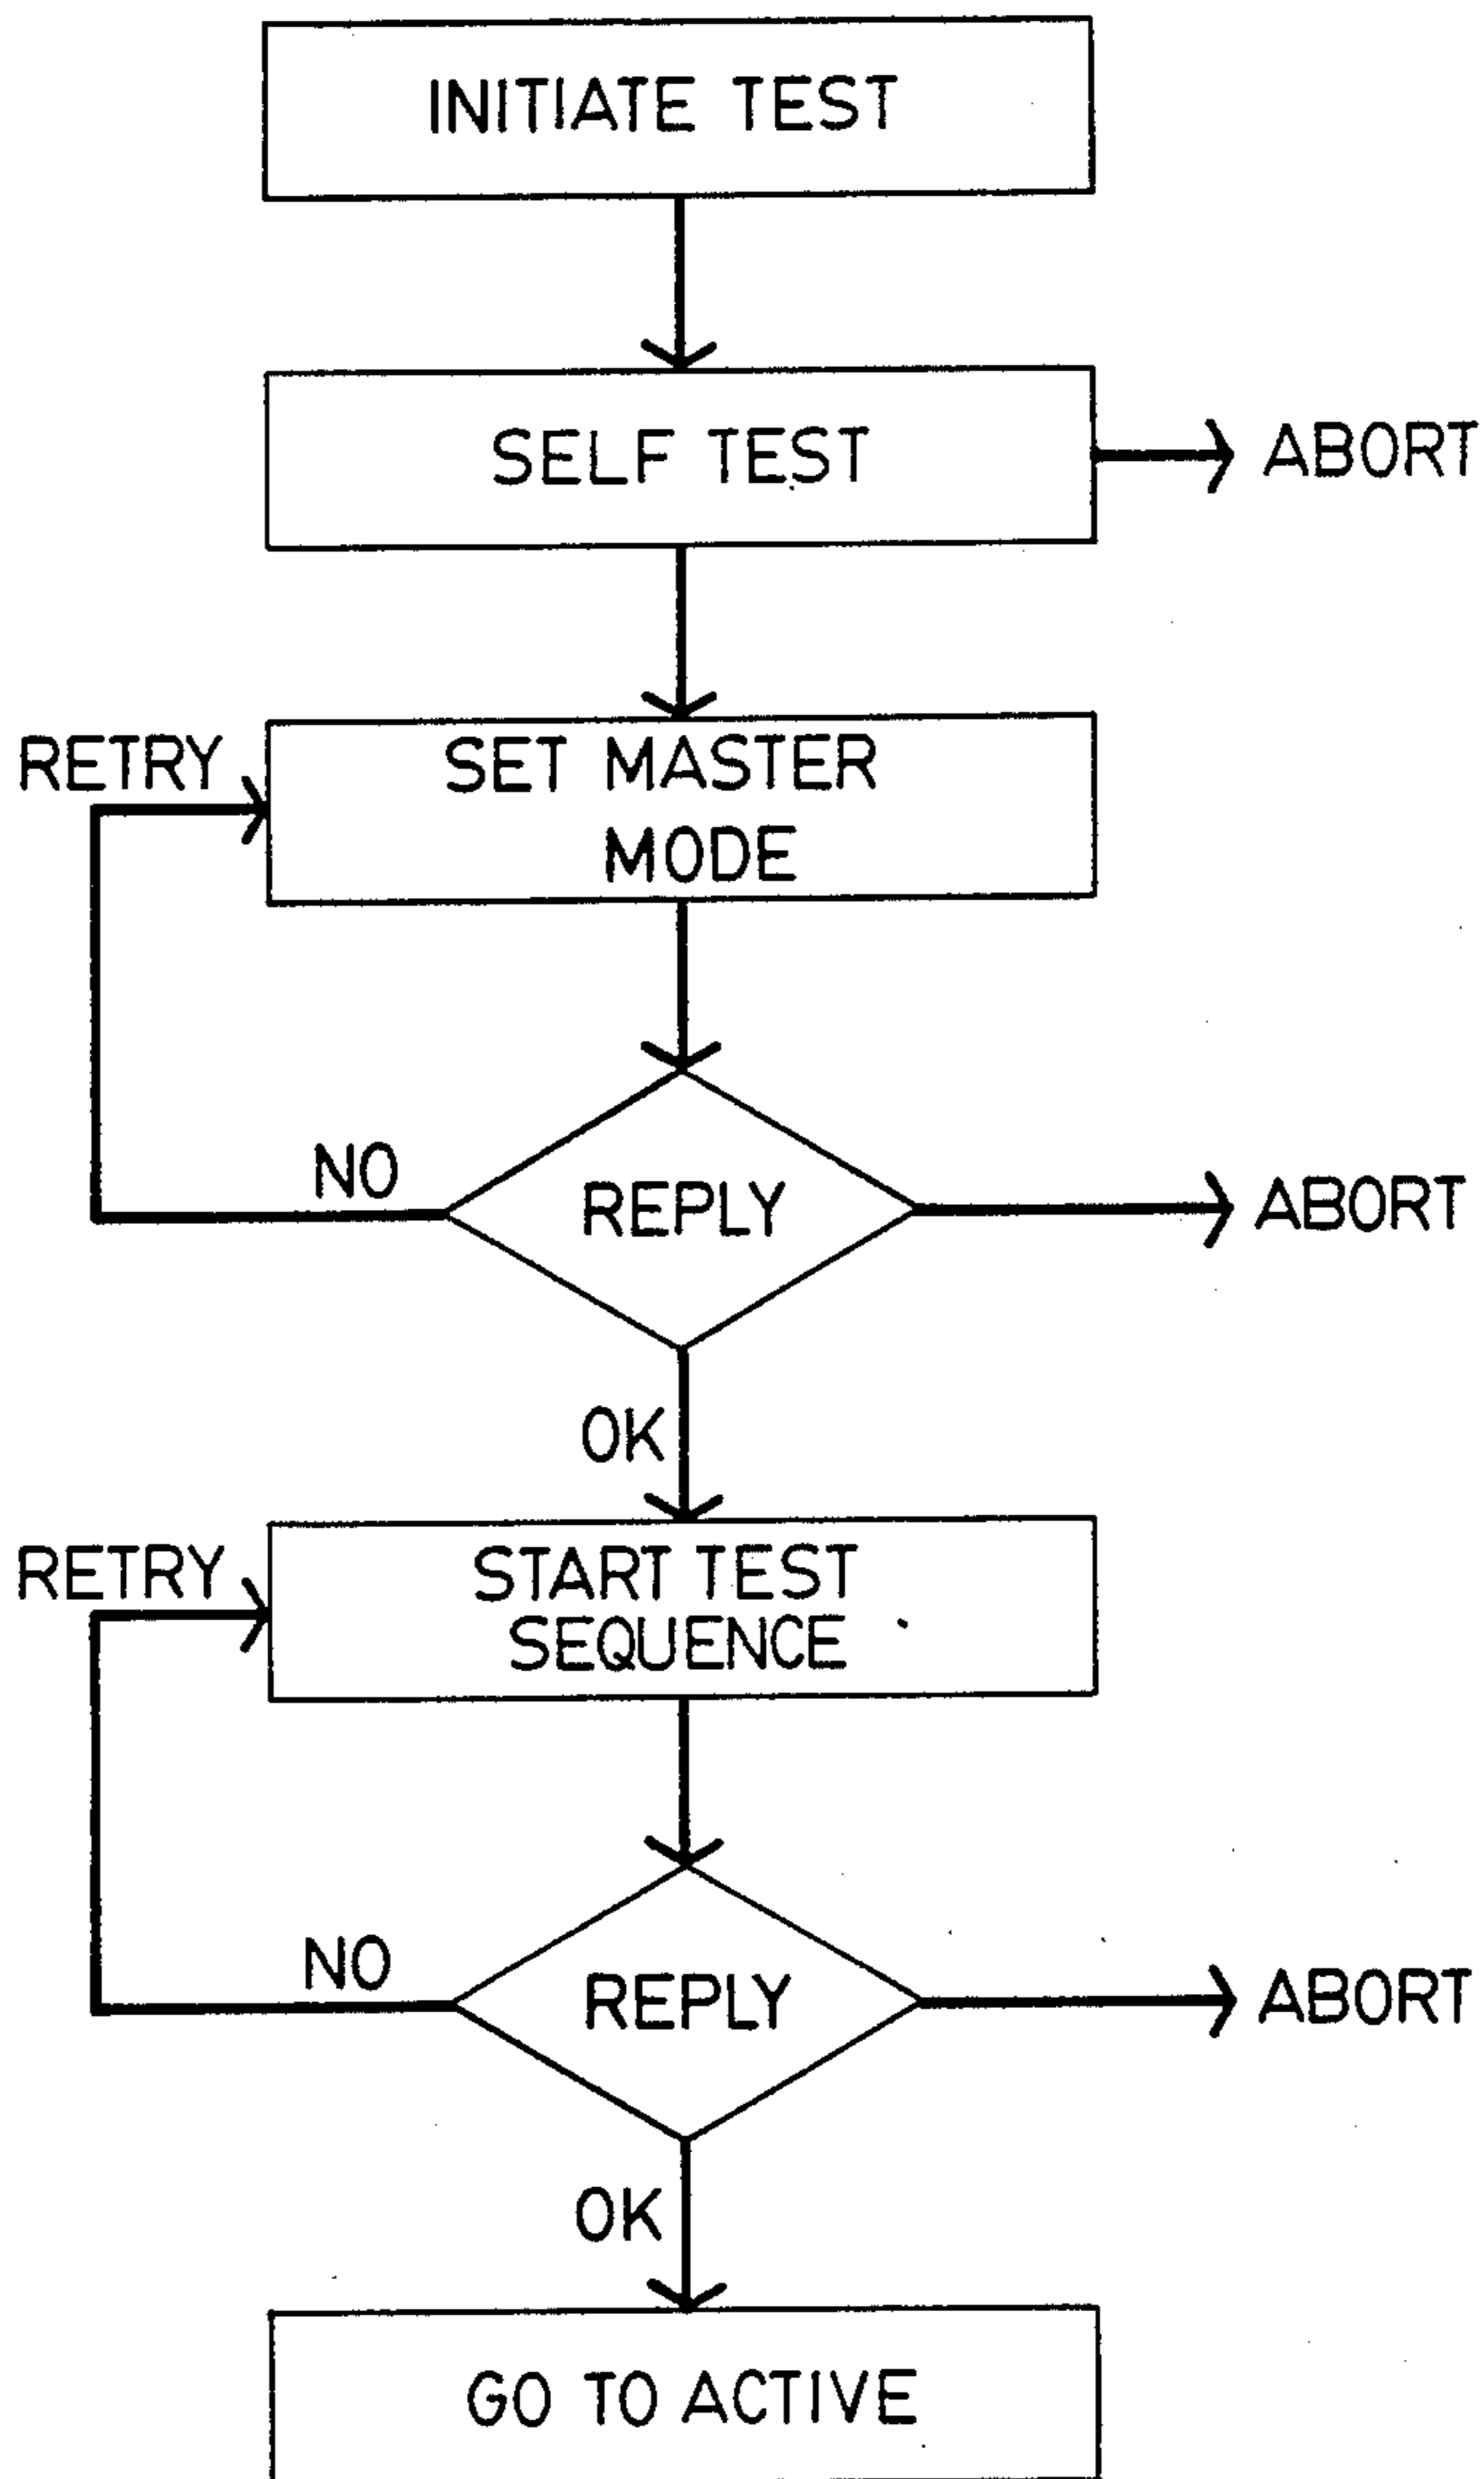 INITIATE TEST
SELF TEST
ABORT
RETRY
SET MASTER
MODE
NO
REPLY
ABORT
OK
RETRY
START TEST
SEQUENCE
NO
REPLY
ABORT
OK
GO TO ACTIVE